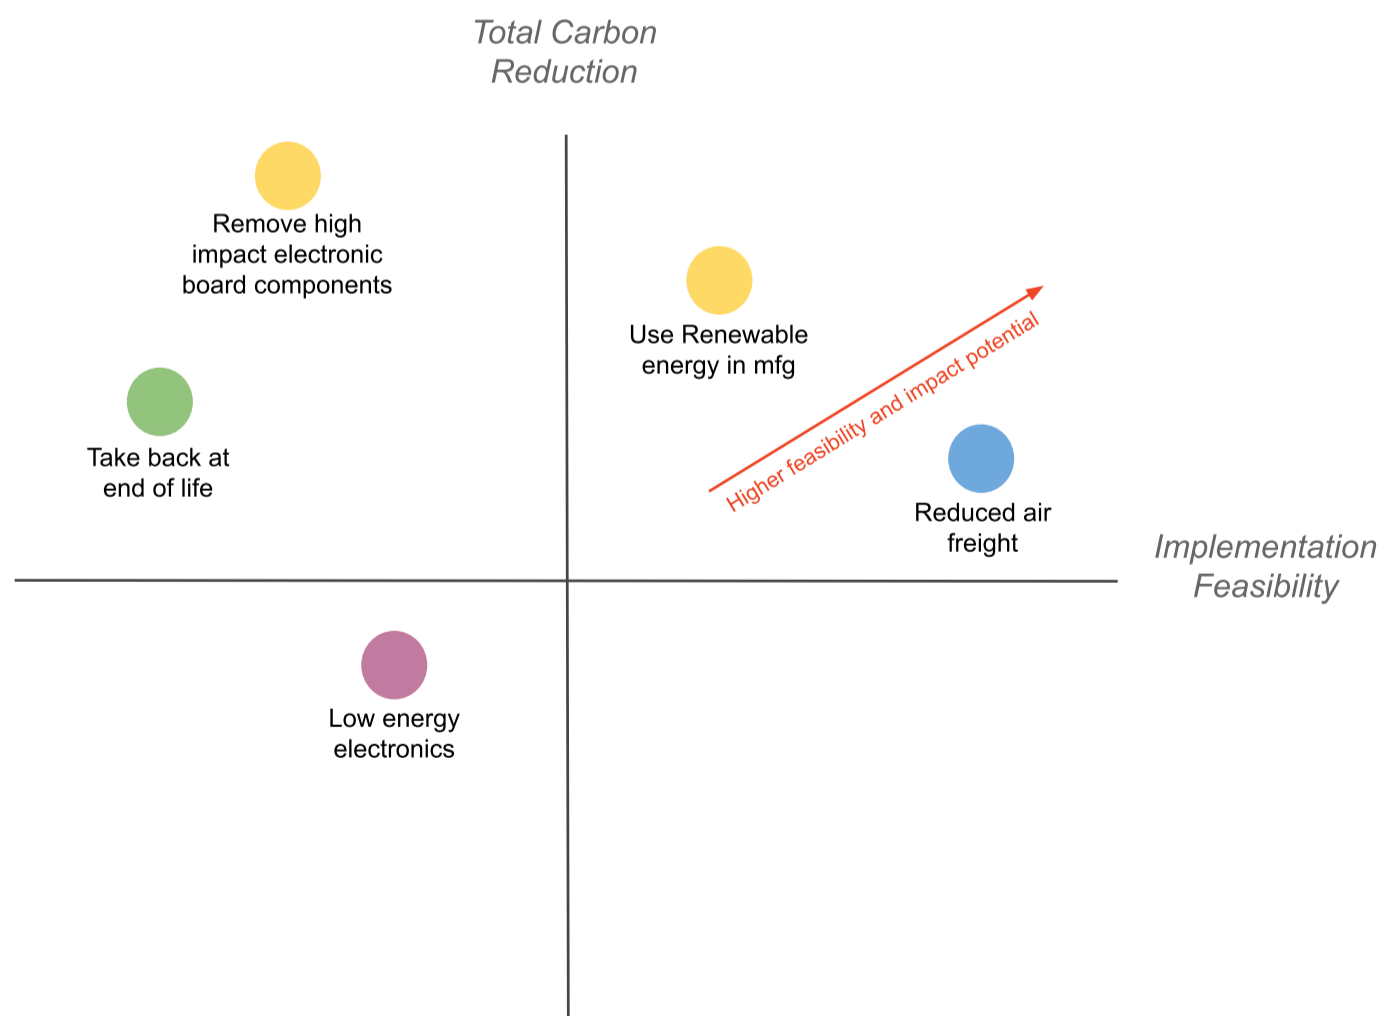 Total Carbon
Reduction
Remove high
impact electronic
board components
Use Renewable
energy in mfg
Higher feasibility and impact potential
Take back at
end of life
Reduced air
freight
Implementation
Feasibility
Low energy
electronics